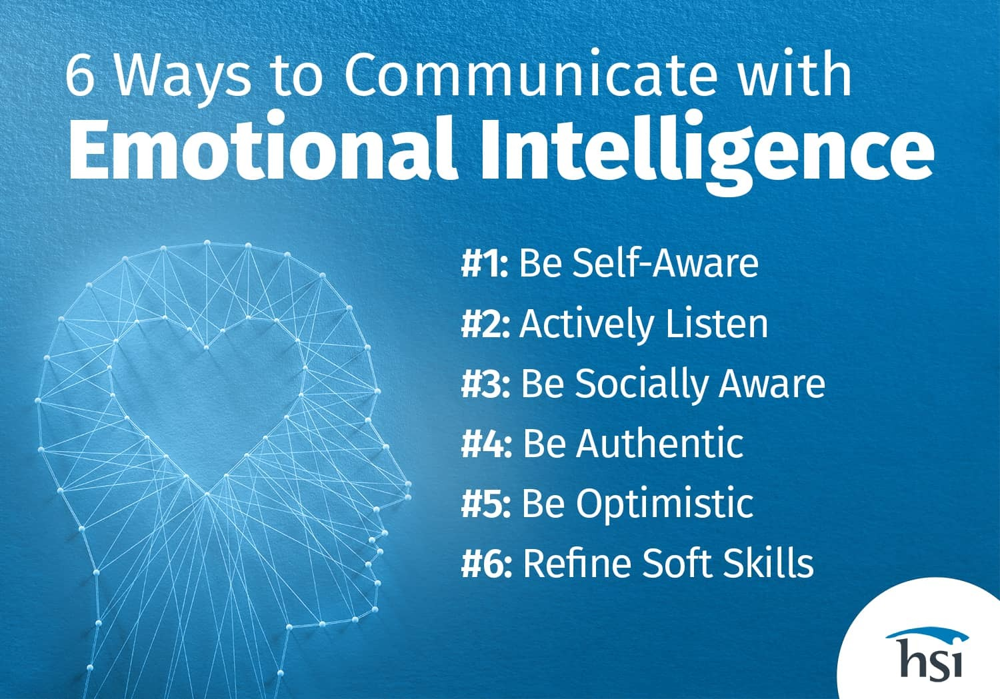 6 Ways to Communicate with
Emotional Intelligence
#1: Be Self-Aware
#2: Actively Listen
#3: Be Socially Aware
#4: Be Authentic
#5: Be Optimistic
#6: Refine Soft Skills
hsi